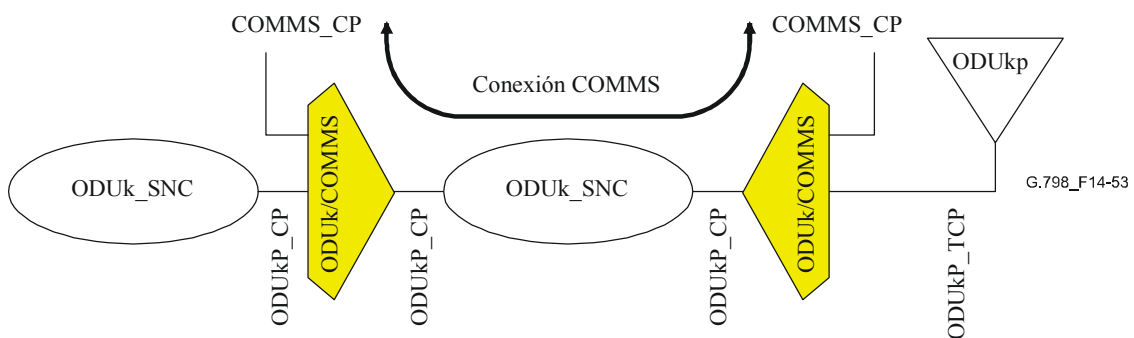 COMMS_CP
COMMS_CP
ODUkp
Conexión COMMS
ODUk_SNC
ODUk/COMMS
ODUk_SNC
ODUk/COMMS
G.798_F14-53
ODUkP_CP
ODUkP_CP
ODUkP_CP
ODUkP_TCP